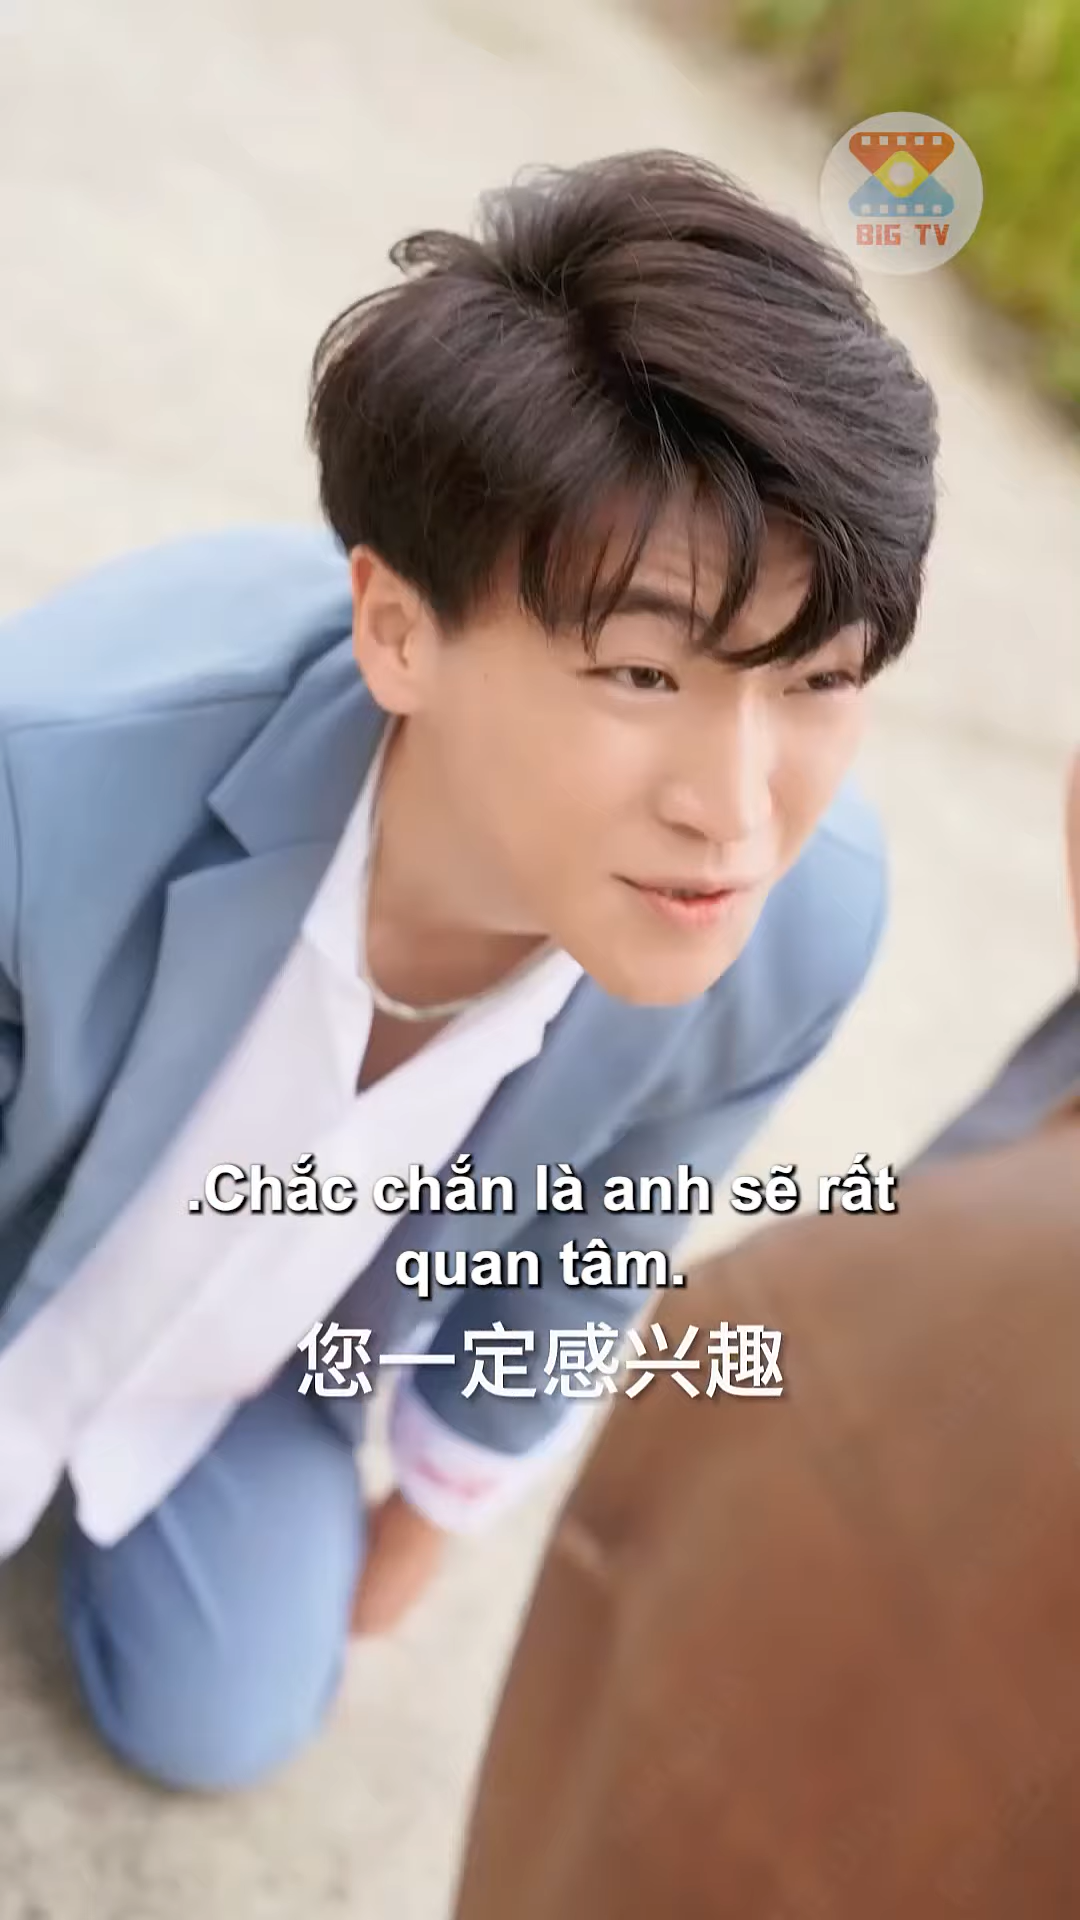 BIG TV
.Chắc chắn là anh sẽ rất
quan tâm.
您一定感兴趣